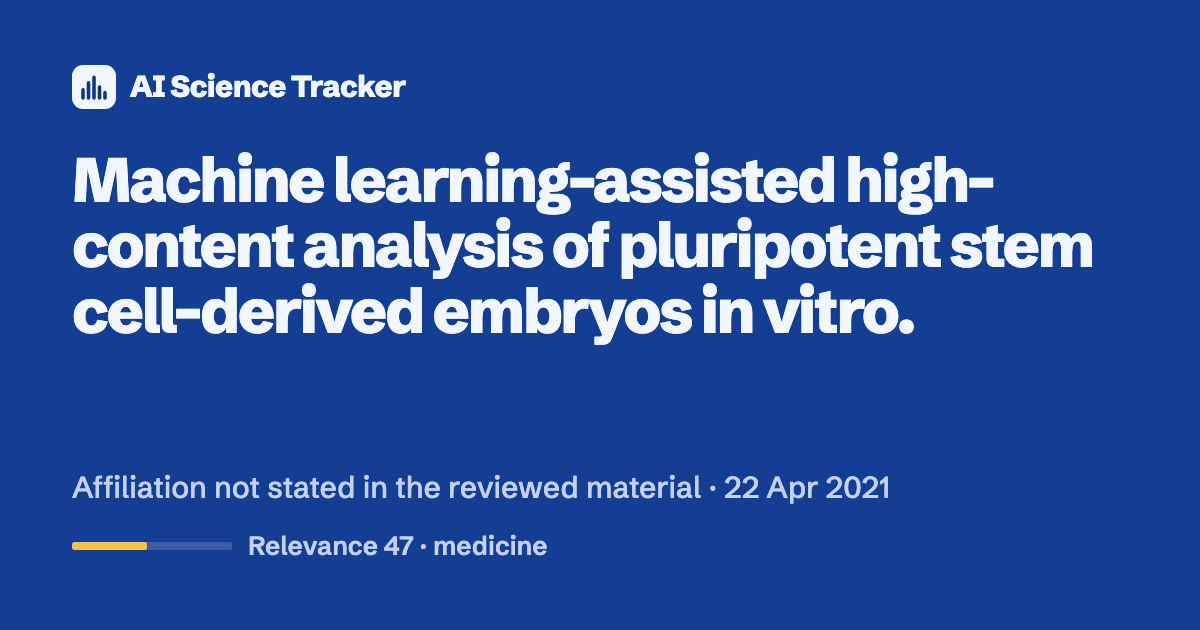 AI Science Tracker
Machine learning-assisted high-
content analysis of pluripotent stem
cell-derived embryos in vitro.
Affiliation not stated in the reviewed material · 22 Apr 2021
Relevance 47 · medicine